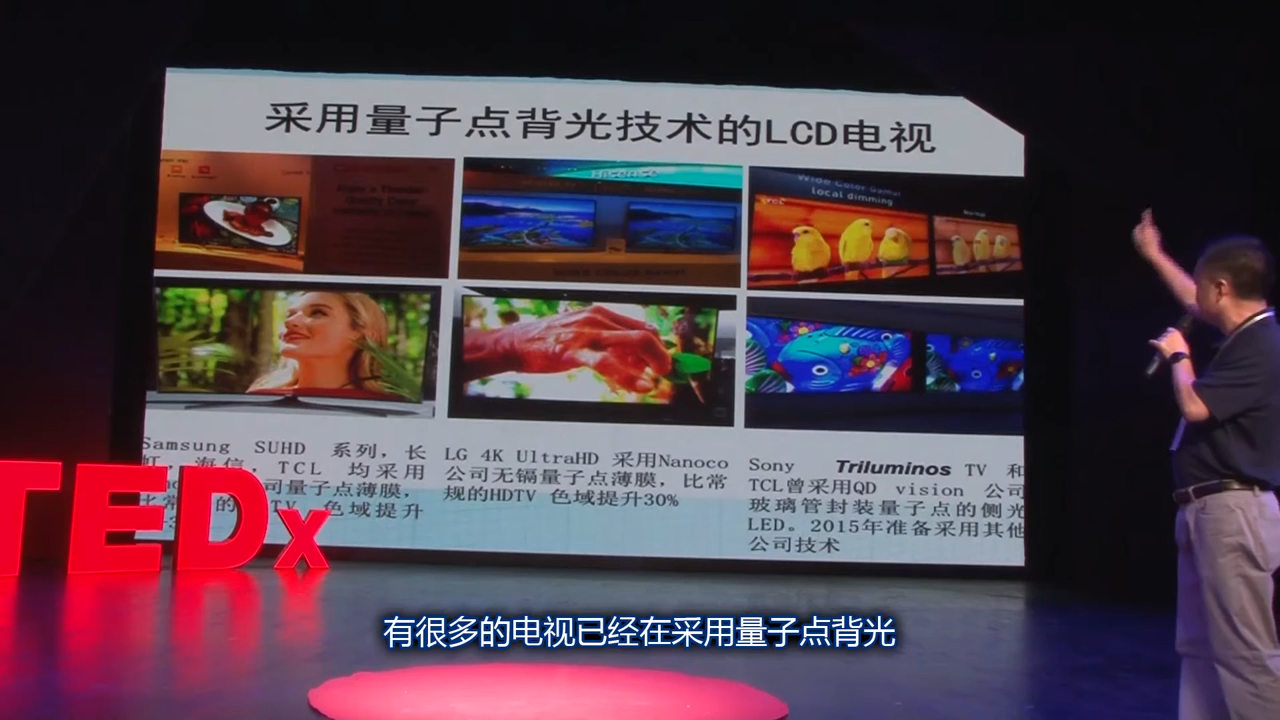 采用量子点背光技术的LCD电视
Hisense
Wide Color Gamut
local dimming
TCL
Samsung SUHD 系列，长
虹，海信，TCL 均采用
公司量子点薄膜，
比常 的 TV 色域提升
LG 4K UltraHD 采用Nanoco
公司无镉量子点薄膜，比常
规的HDTV 色域提升30%
Sony Triluminos TV 和
TCL曾采用QD vision 公司
玻璃管封装量子点的侧光
LED。2015年准备采用其他
公司技术
TEDx
有很多的电视已经在采用量子点背光